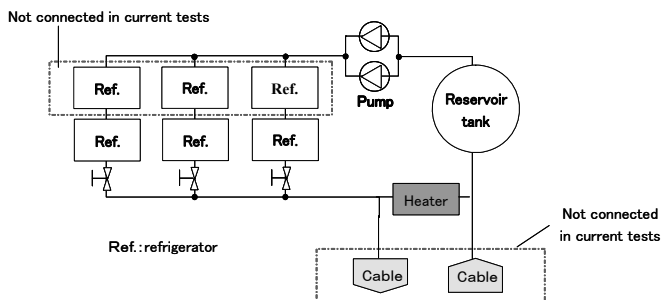 Not connected in current tests
Ref. Ref. Ref.
Pump
Reservoir
tank
Ref. Ref. Ref.
Heater
Not connected
in current tests
Ref.:refrigerator
Cable Cable